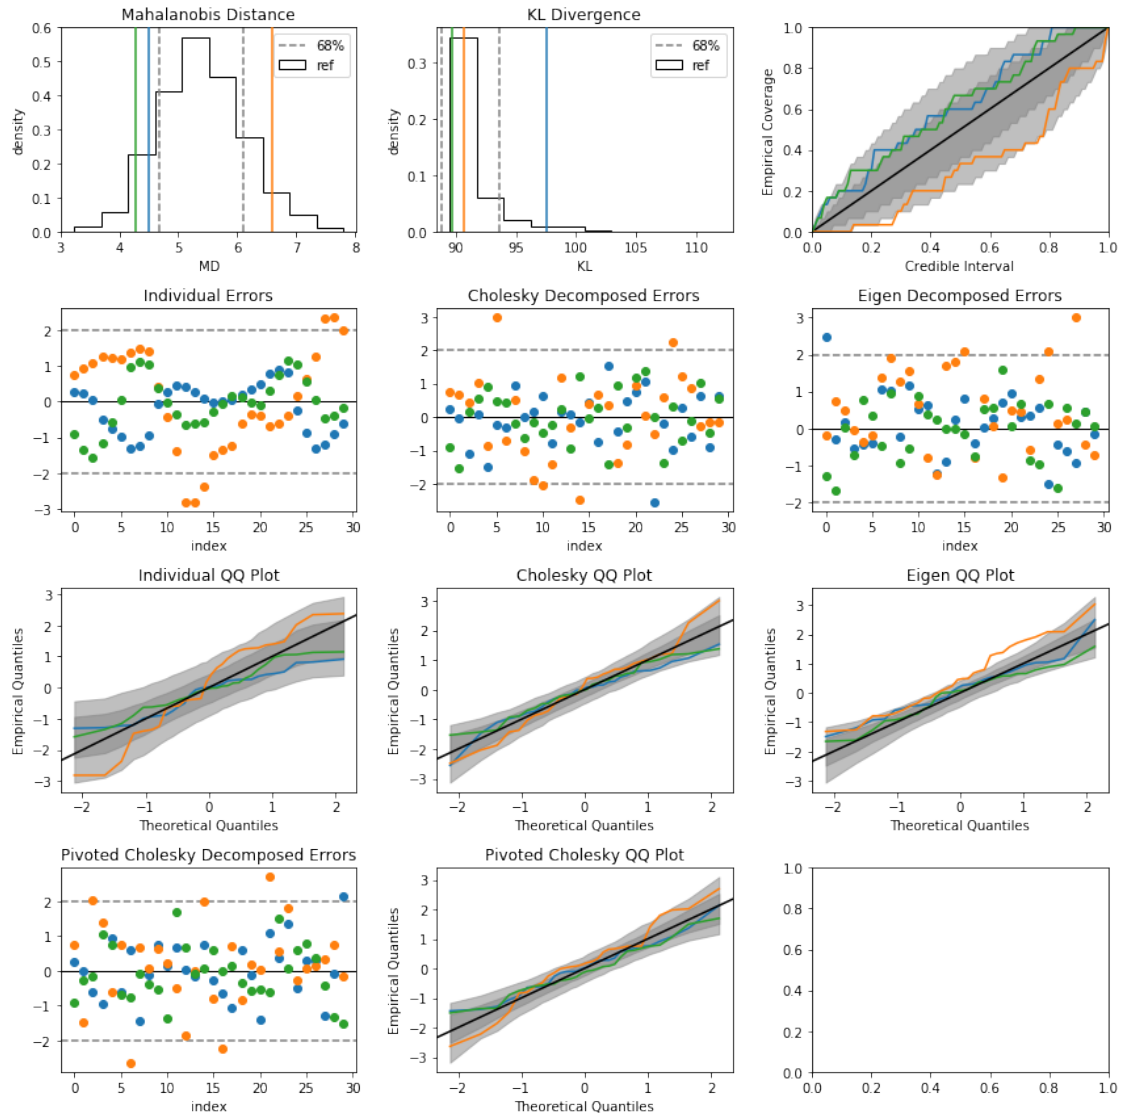 Mahalanobis Distance
0.6
0.5
0.4
0.3
0.2
0.1
0.0
density
68%
ref
3 4 5 6 7 8
MD
KL Divergence
0.3
0.2
0.1
0.0
density
68%
ref
90 95 100 105 110
KL
1.0
0.8
0.6
0.4
0.2
0.0
Empirical Coverage
0.0 0.2 0.4 0.6 0.8 1.0
Credible Interval
Individual Errors
2
1
0
−1
−2
−3
0 5 10 15 20 25 30
index
Cholesky Decomposed Errors
3
2
1
0
−1
−2
0 5 10 15 20 25 30
index
Eigen Decomposed Errors
3
2
1
0
−1
−2
0 5 10 15 20 25 30
index
Individual QQ Plot
3
2
1
0
−1
−2
−3
Empirical Quantiles
−2 −1 0 1 2
Theoretical Quantiles
Cholesky QQ Plot
3
2
1
0
−1
−2
−3
Empirical Quantiles
−2 −1 0 1 2
Theoretical Quantiles
Eigen QQ Plot
3
2
1
0
−1
−2
−3
Empirical Quantiles
−2 −1 0 1 2
Theoretical Quantiles
Pivoted Cholesky Decomposed Errors
2
1
0
−1
−2
0 5 10 15 20 25 30
index
Pivoted Cholesky QQ Plot
3
2
1
0
−1
−2
−3
Empirical Quantiles
−2 −1 0 1 2
Theoretical Quantiles
1.0
0.8
0.6
0.4
0.2
0.0
0.0 0.2 0.4 0.6 0.8 1.0